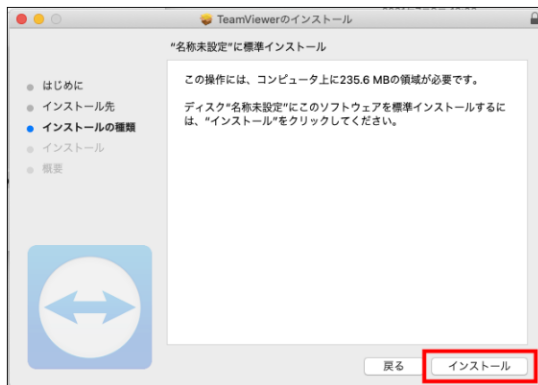 TeamViewerのインストール
"名称未設定"に標準インストール
はじめに
インストール先
インストールの種類
インストール
概要
この操作には、コンピュータ上に235.6 MBの領域が必要です。
ディスク"名称未設定"にこのソフトウェアを標準インストールするに
は、"インストール"をクリックしてください。
戻る
インストール